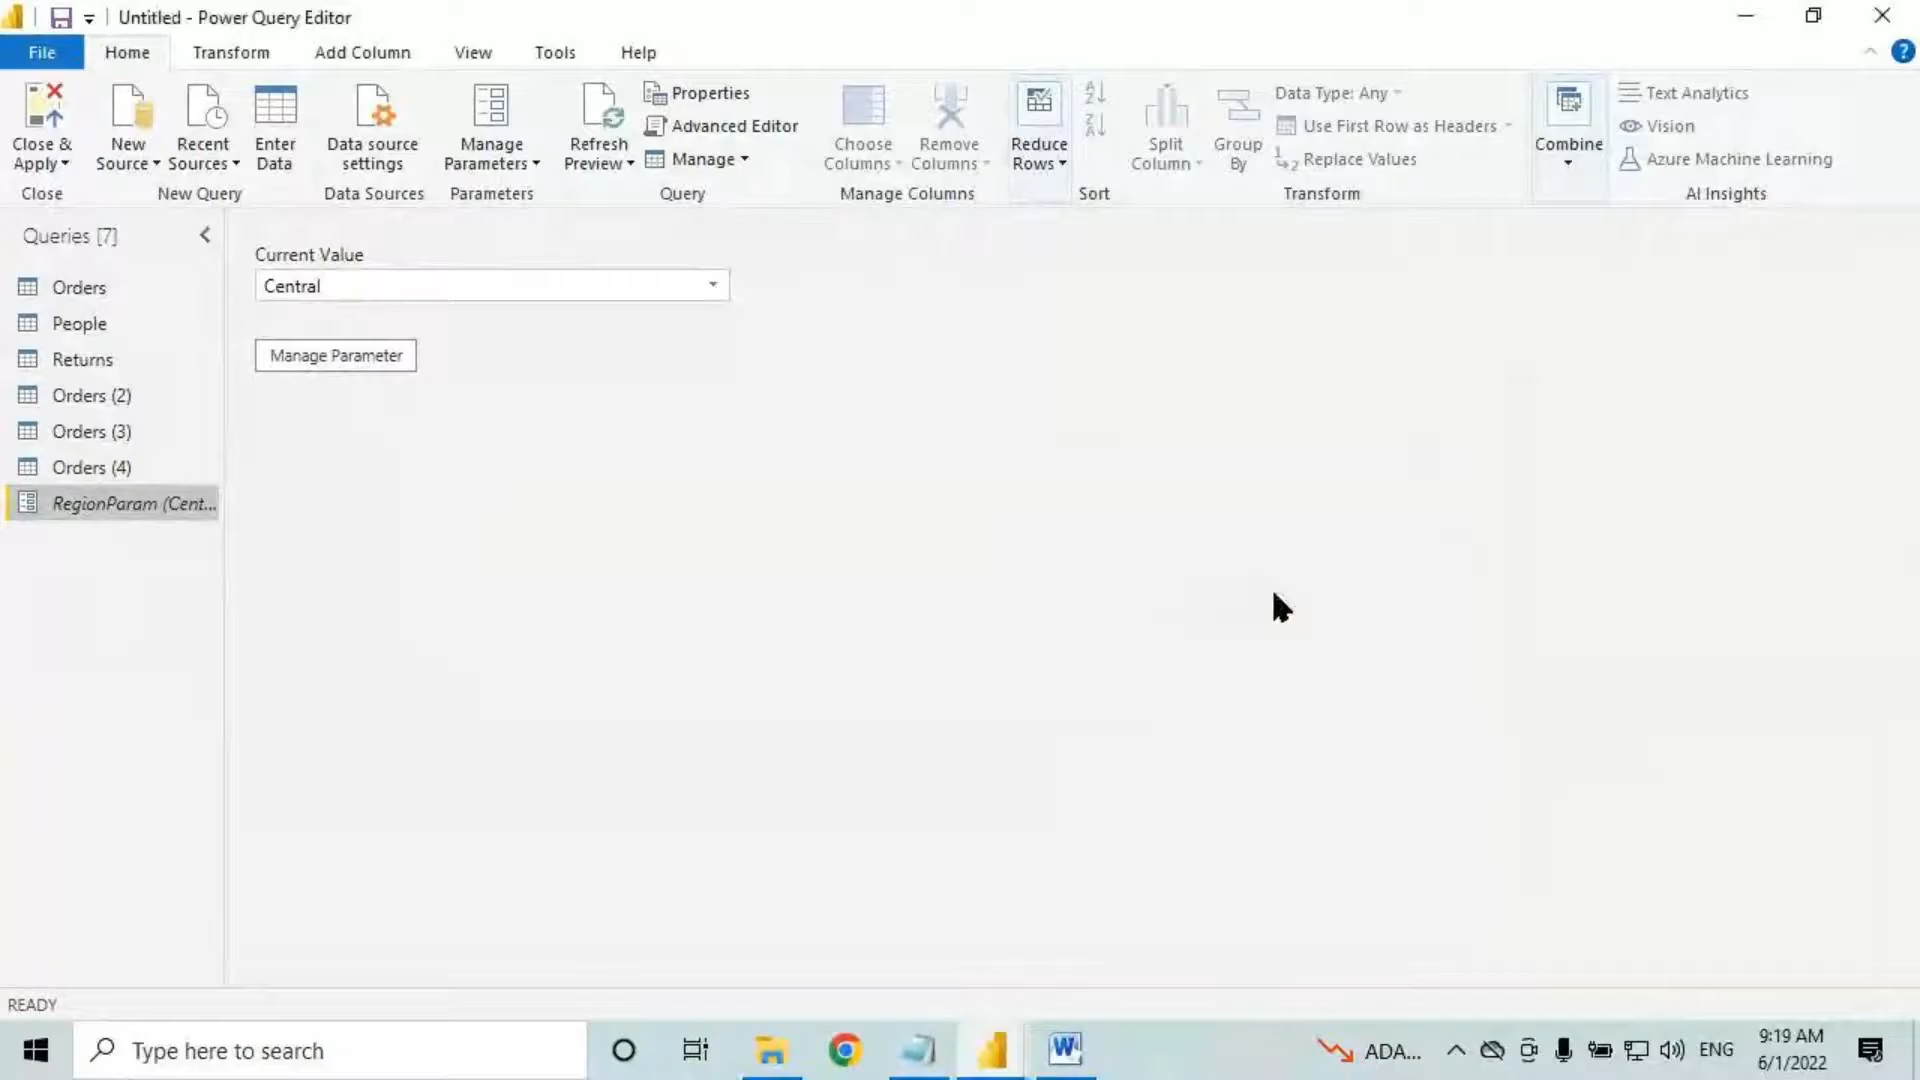 Untitled - Power Query Editor
File Home Transform Add Column View Tools Help
Close & Apply
New Source
Recent Sources
Enter Data
Data source settings
Manage Parameters
Refresh Preview
Properties
Advanced Editor
Manage
Choose Columns
Remove Columns
Reduce Rows
Split Column
Group By
Data Type: Any
Use First Row as Headers
Replace Values
Combine
Text Analytics
Vision
Azure Machine Learning
Close New Query Data Sources Parameters Query Manage Columns Sort Transform AI Insights
Queries [7]
Orders
People
Returns
Orders (2)
Orders (3)
Orders (4)
RegionParam (Cent...
Current Value
Central
Manage Parameter
READY
Type here to search
ADA...
ENG
9:19 AM
6/1/2022